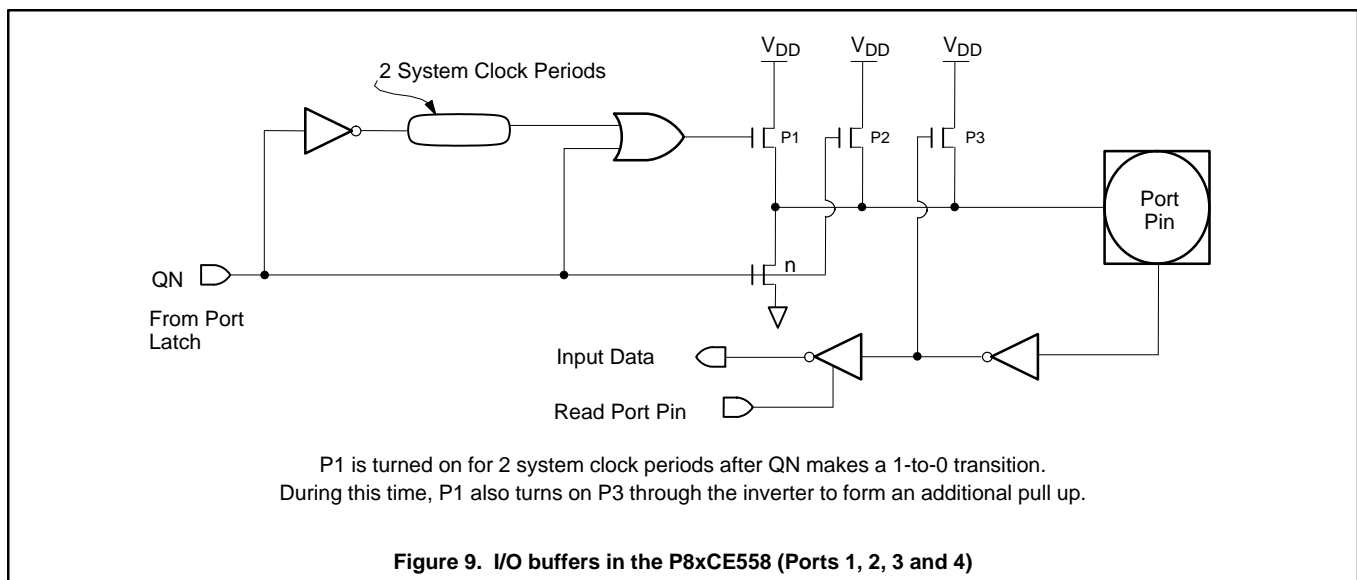 2 System Clock Periods
VDD
VDD
VDD
P1
P2
P3
Port
Pin
QN
n
From Port
Latch
Input Data
Read Port Pin
P1 is turned on for 2 system clock periods after QN makes a 1-to-0 transition.
During this time, P1 also turns on P3 through the inverter to form an additional pull up.
Figure 9. I/O buffers in the P8xCE558 (Ports 1, 2, 3 and 4)